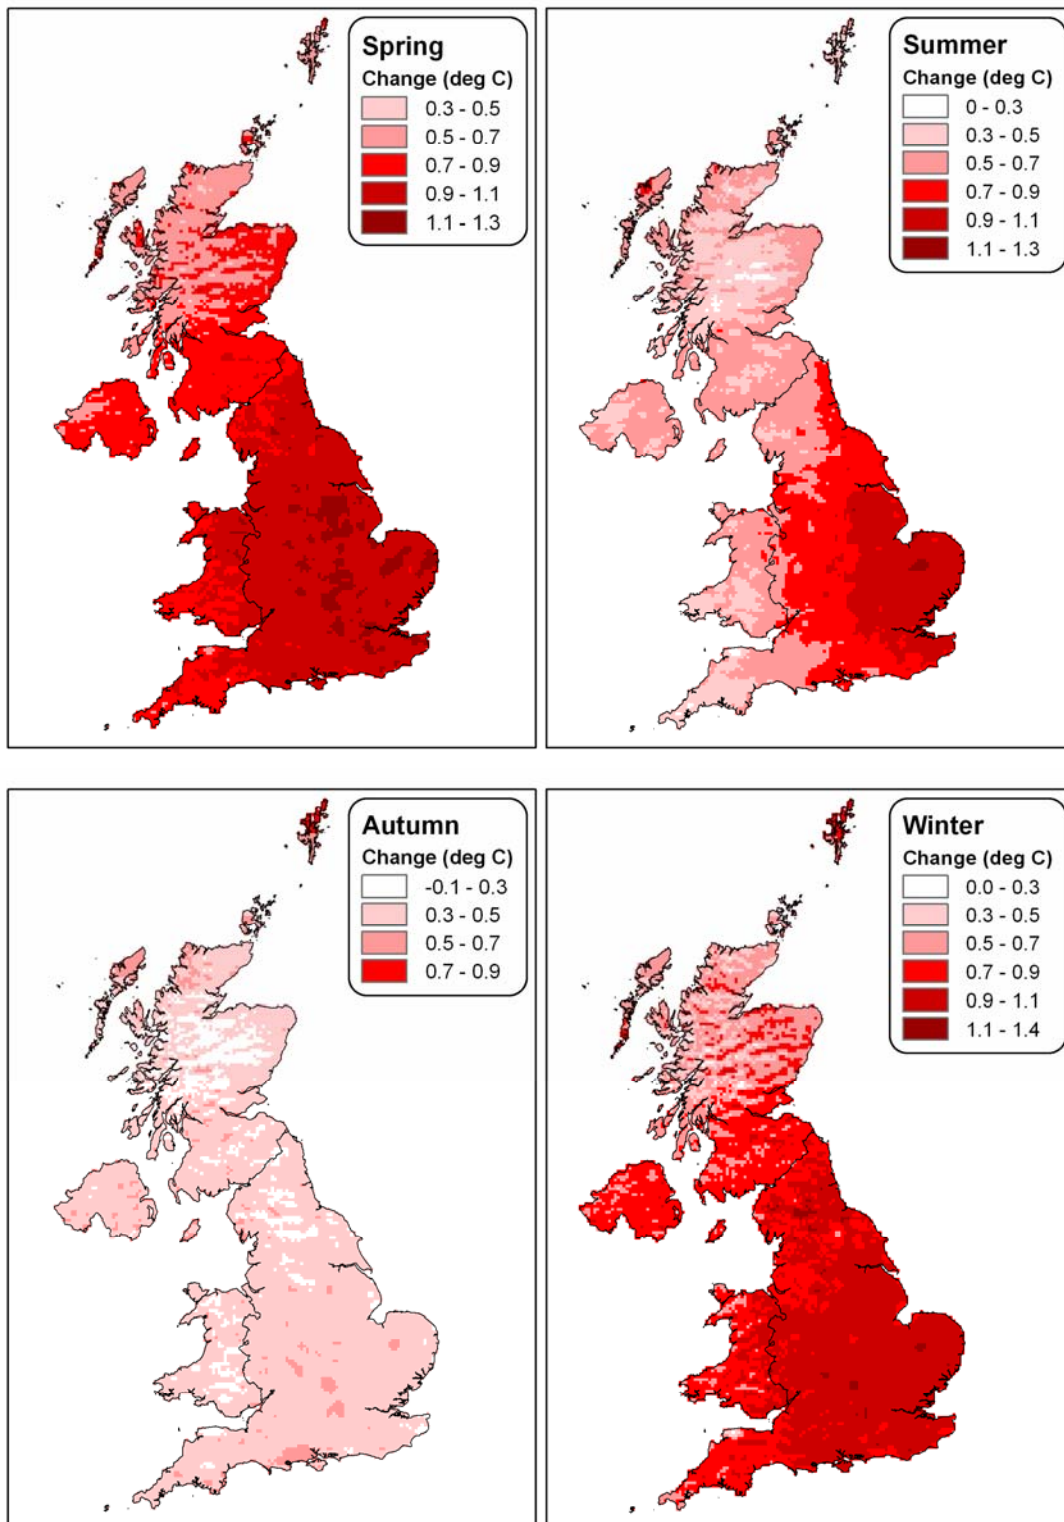 Spring
Change (deg C)
0.3 - 0.5
0.5 - 0.7
0.7 - 0.9
0.9 - 1.1
1.1 - 1.3
Summer
Change (deg C)
0 - 0.3
0.3 - 0.5
0.5 - 0.7
0.7 - 0.9
0.9 - 1.1
1.1 - 1.3
Autumn
Change (deg C)
-0.1 - 0.3
0.3 - 0.5
0.5 - 0.7
0.7 - 0.9
Winter
Change (deg C)
0.0 - 0.3
0.3 - 0.5
0.5 - 0.7
0.7 - 0.9
0.9 - 1.1
1.1 - 1.4